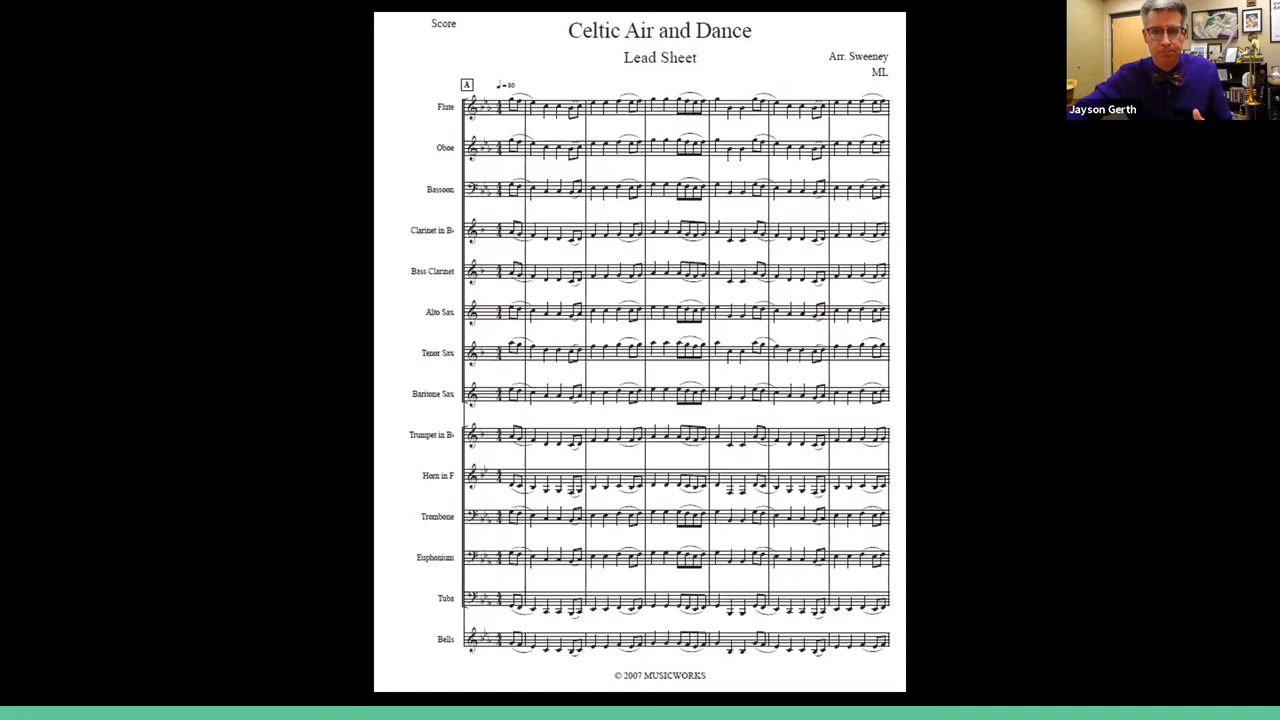 Score
Celtic Air and Dance
Lead Sheet
Arr. Sweeney
ML
A
♩=80
Flute
Oboe
Bassoon
Clarinet in B♭
Bass Clarinet
Alto Sax
Tenor Sax
Baritone Sax
Trumpet in B♭
Horn in F
Trombone
Euphonium
Tuba
Bells
© 2007 MUSICWORKS
Jayson Gerth